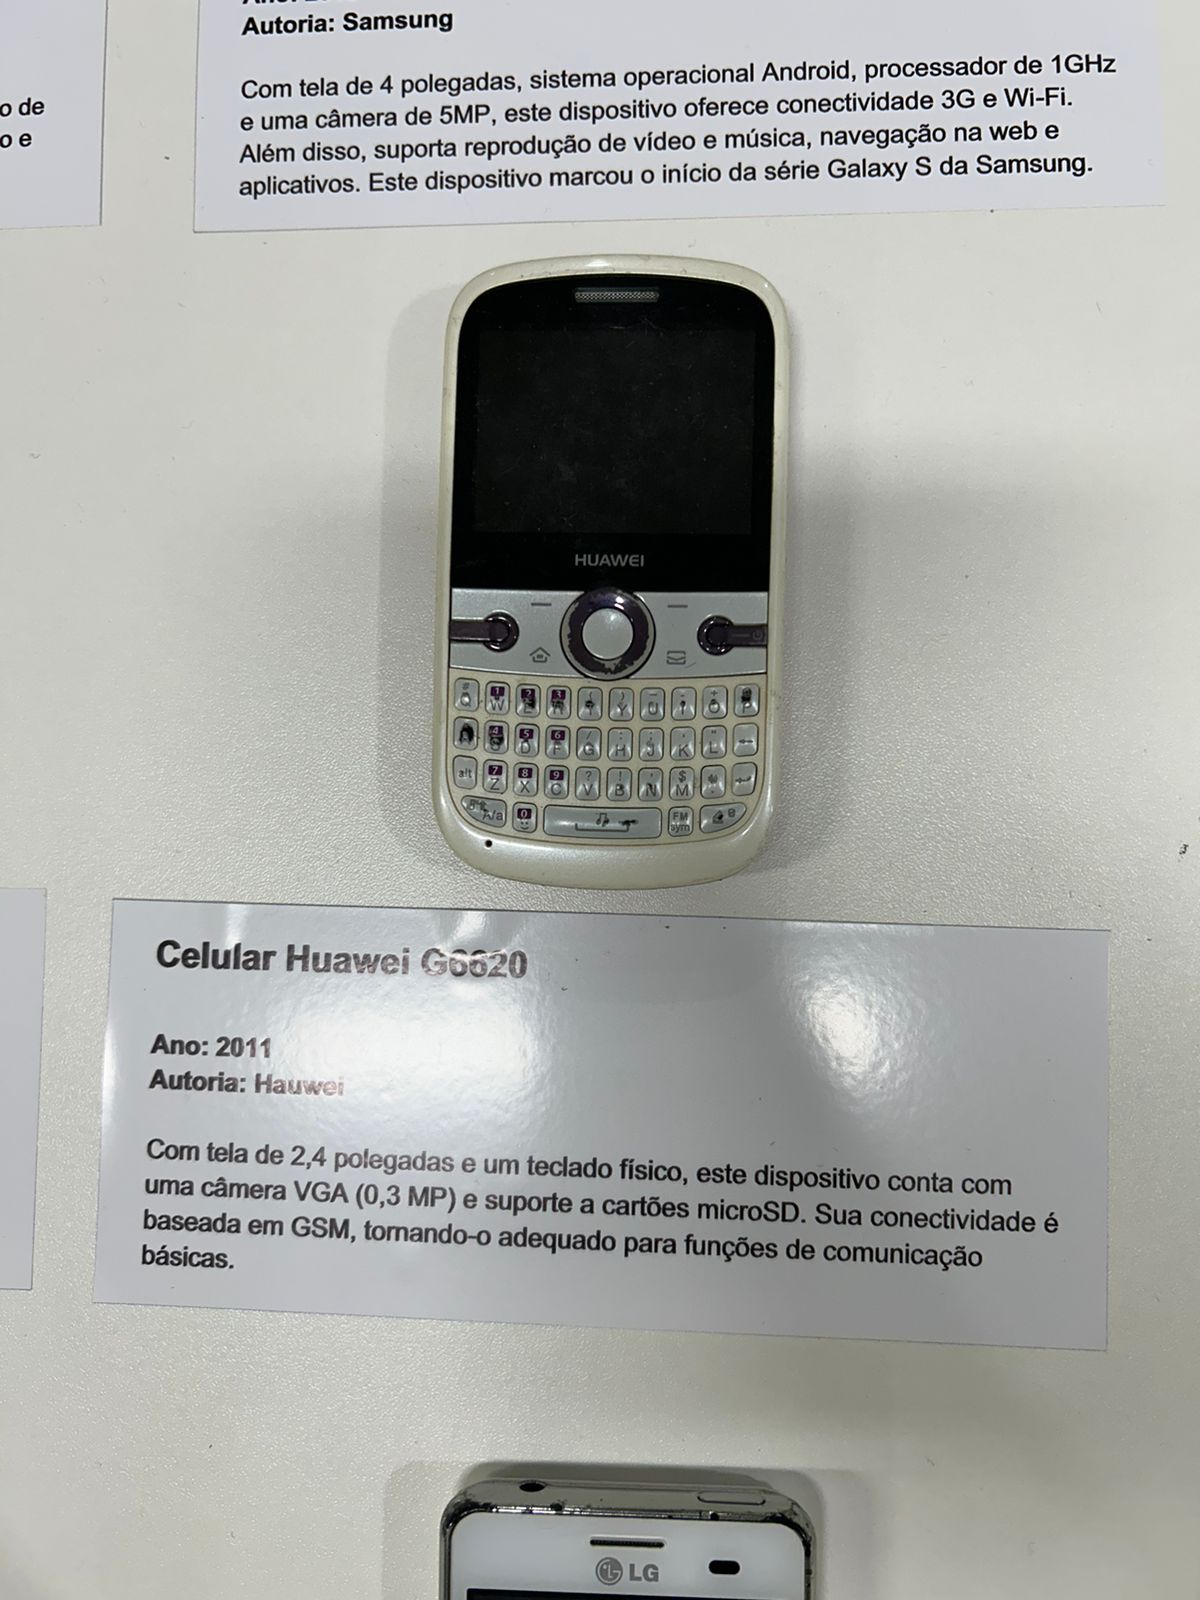 Autoria: Samsung
Com tela de 4 polegadas, sistema operacional Android, processador de 1GHz
e uma câmera de 5MP, este dispositivo oferece conectividade 3G e Wi-Fi.
Além disso, suporta reprodução de vídeo e música, navegação na web e
aplicativos. Este dispositivo marcou o início da série Galaxy S da Samsung.
o de
o e
HUAWEI
Q W E R T Y U I O P
A S D F G H J K L
alt Z X C V B N M
A/a 0 FM sym
Celular Huawei G6620
Ano: 2011
Autoria: Hauwei
Com tela de 2,4 polegadas e um teclado físico, este dispositivo conta com
uma câmera VGA (0,3 MP) e suporte a cartões microSD. Sua conectividade é
baseada em GSM, tornando-o adequado para funções de comunicação
básicas.
LG